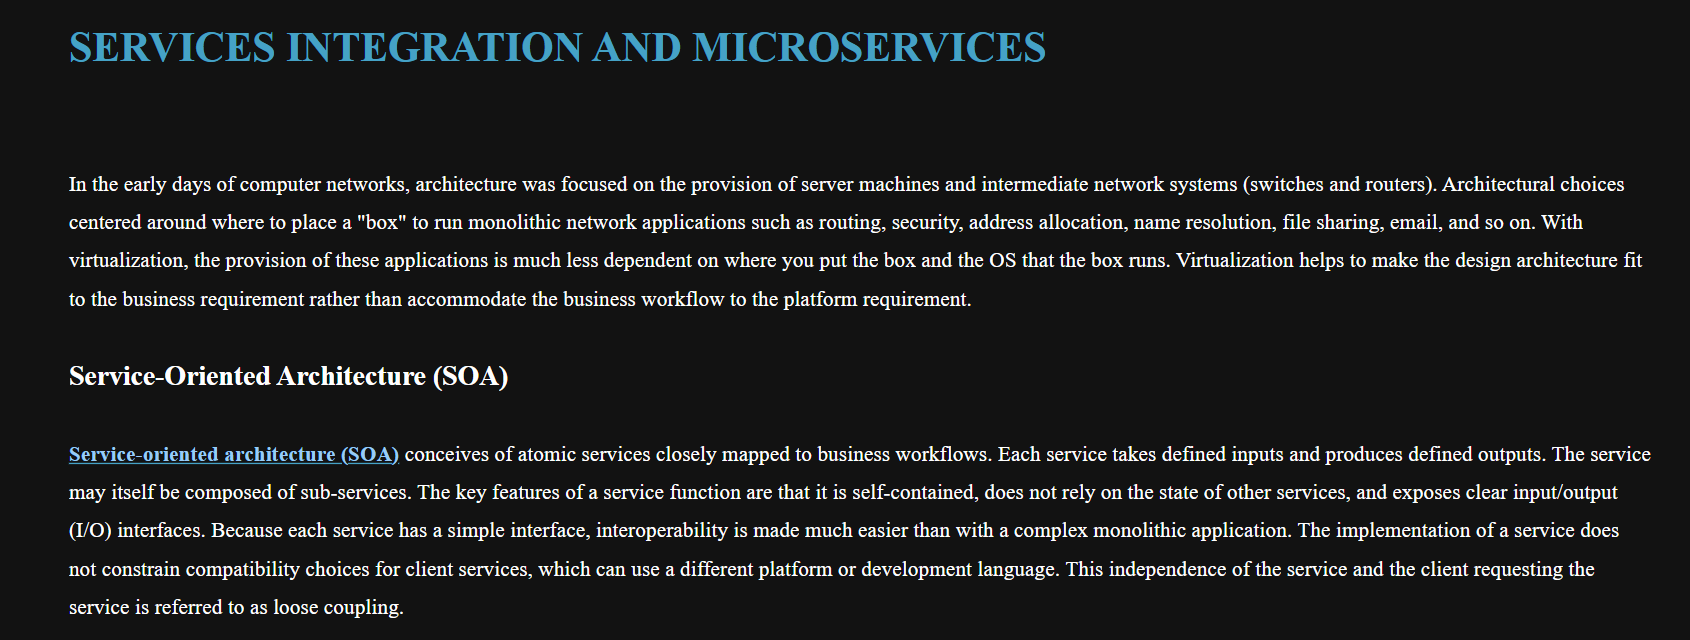 SERVICES INTEGRATION AND MICROSERVICES
In the early days of computer networks, architecture was focused on the provision of server machines and intermediate network systems (switches and routers). Architectural choices
centered around where to place a "box" to run monolithic network applications such as routing, security, address allocation, name resolution, file sharing, email, and so on. With
virtualization, the provision of these applications is much less dependent on where you put the box and the OS that the box runs. Virtualization helps to make the design architecture fit
to the business requirement rather than accommodate the business workflow to the platform requirement.
Service-Oriented Architecture (SOA)
Service-oriented architecture (SOA) conceives of atomic services closely mapped to business workflows. Each service takes defined inputs and produces defined outputs. The service
may itself be composed of sub-services. The key features of a service function are that it is self-contained, does not rely on the state of other services, and exposes clear input/output
(I/O) interfaces. Because each service has a simple interface, interoperability is made much easier than with a complex monolithic application. The implementation of a service does
not constrain compatibility choices for client services, which can use a different platform or development language. This independence of the service and the client requesting the
service is referred to as loose coupling.